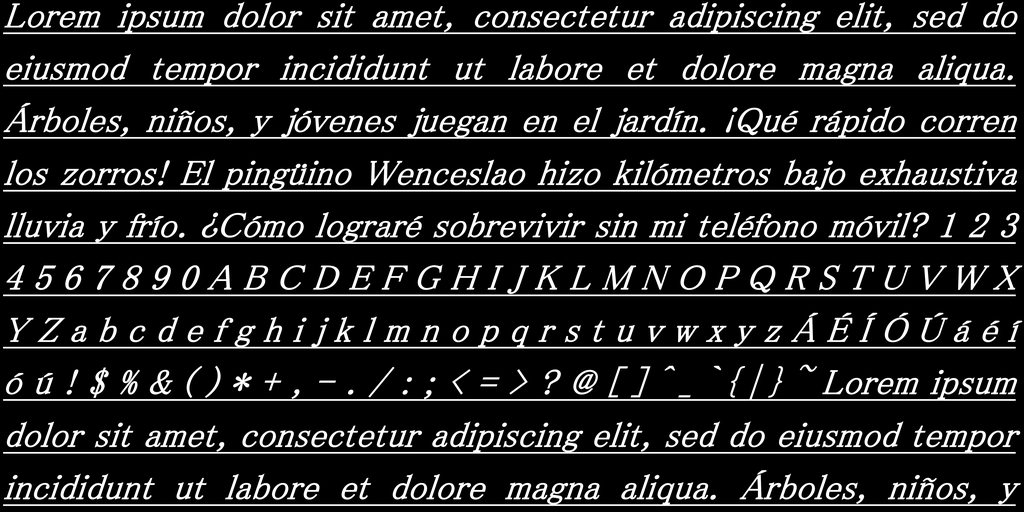 Lorem ipsum dolor sit amet, consectetur adipiscing elit, sed do
eiusmod tempor incididunt ut labore et dolore magna aliqua.
Árboles, niños, y jóvenes juegan en el jardín. ¡Qué rápido corren
los zorros! El pingüino Wenceslao hizo kilómetros bajo exhaustiva
lluvia y frío. ¿Cómo lograré sobrevivir sin mi teléfono móvil? 1 2 3
4 5 6 7 8 9 0 A B C D E F G H I J K L M N O P Q R S T U V W X
Y Z a b c d e f g h i j k l m n o p q r s t u v w x y z Á É Í Ó Ú á é í
ó ú ! $ % & ( ) * + , - . / : ; < = > ? @ [ ] ^ _ ` { | } ~ Lorem ipsum
dolor sit amet, consectetur adipiscing elit, sed do eiusmod tempor
incididunt ut labore et dolore magna aliqua. Árboles, niños, y